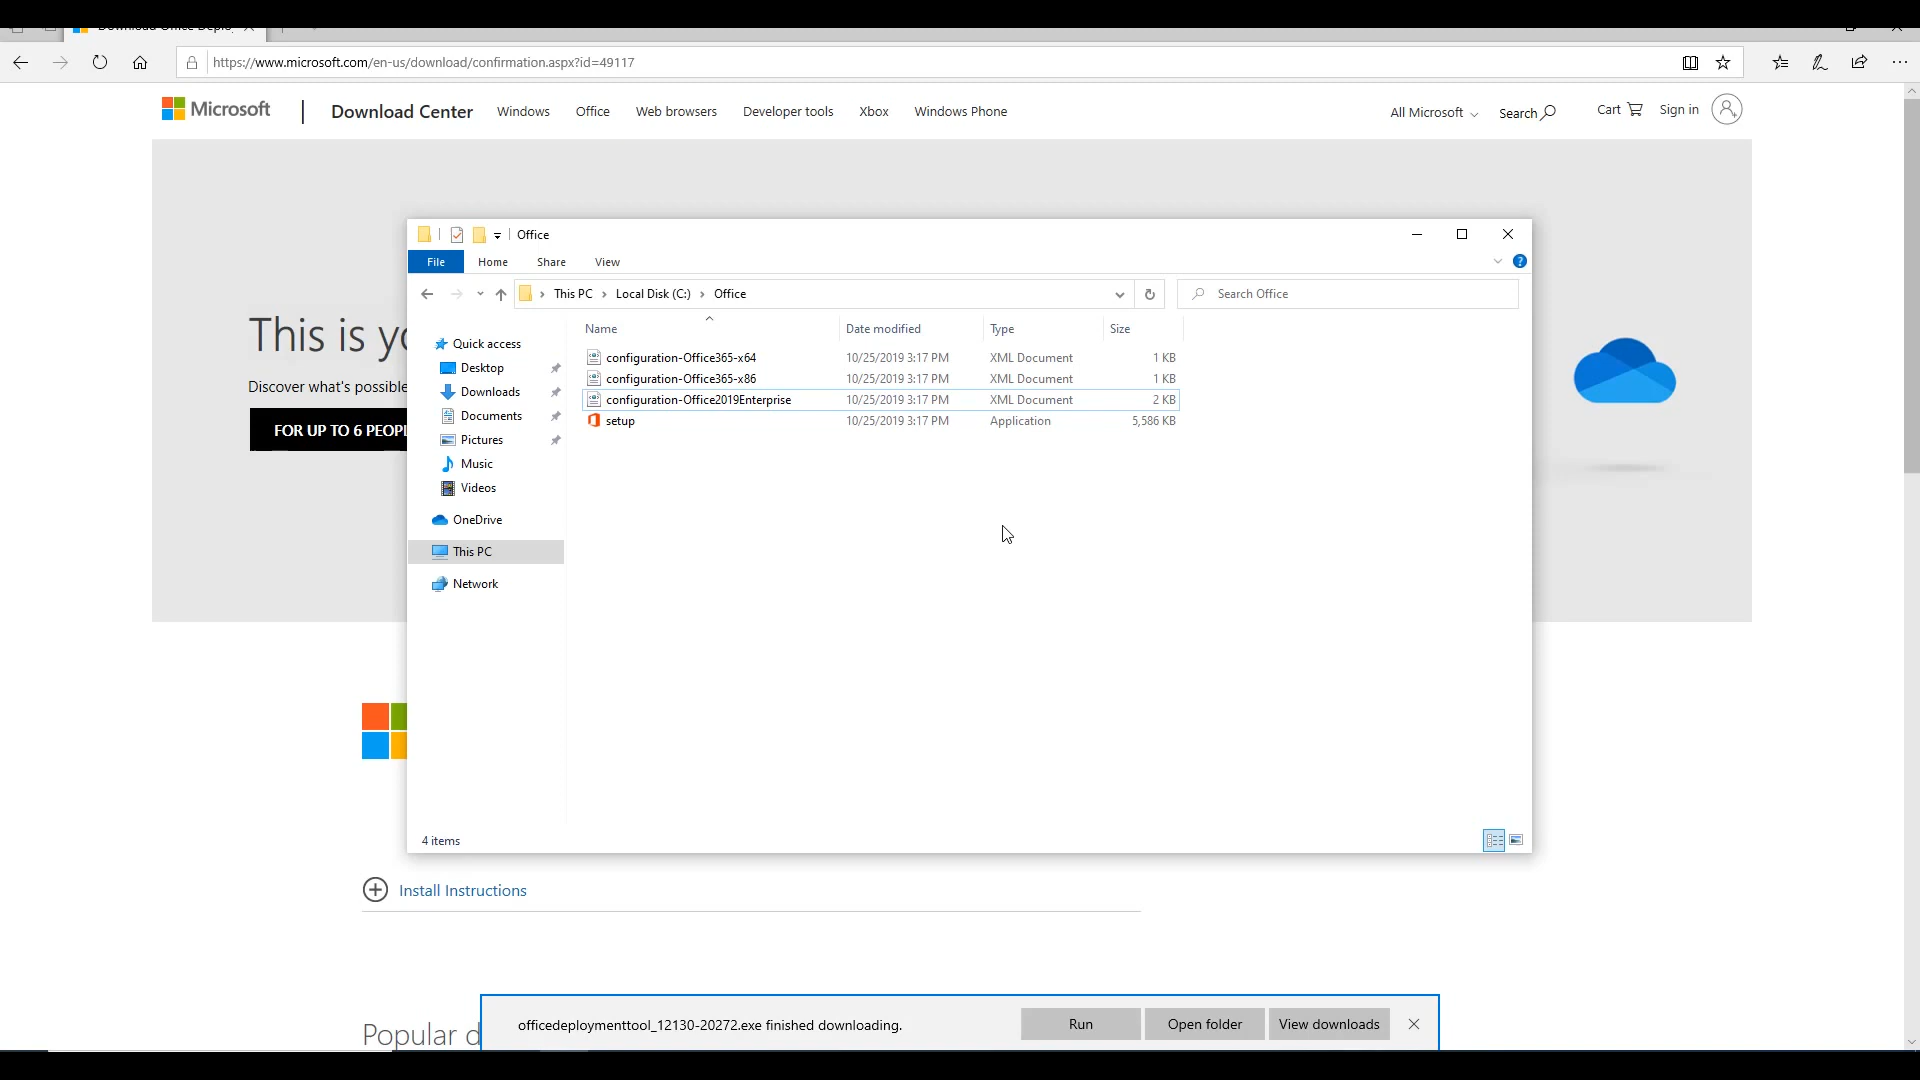 Download Office Deplo
https://www.microsoft.com/en-us/download/confirmation.aspx?id=49117
Microsoft
Download Center
Windows
Office
Web browsers
Developer tools
Xbox
Windows Phone
All Microsoft
Search
Cart
Sign in
This is yo
Discover what's possible
FOR UP TO 6 PEOPL
Office
File
Home
Share
View
?
This PC > Local Disk (C:) > Office
Search Office
Name
Date modified
Type
Size
Quick access
Desktop
Downloads
Documents
Pictures
Music
Videos
OneDrive
This PC
Network
configuration-Office365-x64 10/25/2019 3:17 PM XML Document 1 KB
configuration-Office365-x86 10/25/2019 3:17 PM XML Document 1 KB
configuration-Office2019Enterprise 10/25/2019 3:17 PM XML Document 2 KB
setup 10/25/2019 3:17 PM Application 5,586 KB
4 items
Install Instructions
Popular d
officedeploymenttool_12130-20272.exe finished downloading.
Run
Open folder
View downloads